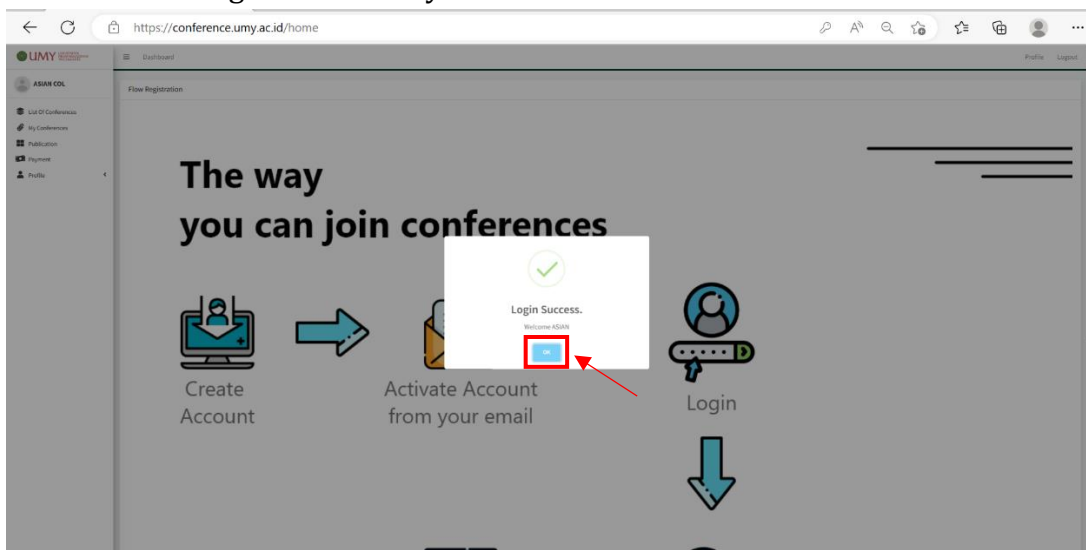 https://conference.umy.ac.id/home
UMY
Dashboard
Profile Logout
ASIAN COL
Flow Registration
List Of Conferences
My Conferences
Publication
Payment
Profile
The way
you can join conferences
Login Success.
Welcome ASIAN
OK
Create
Account
Activate Account
from your email
Login